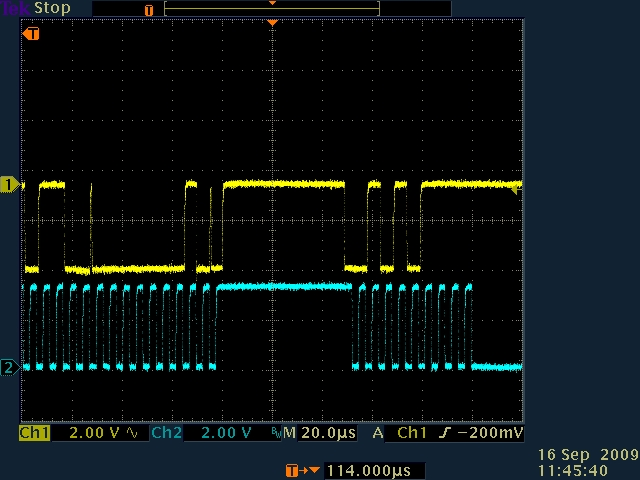 Tek Stop
T
T
1
2
Ch1 2.00 V ∿ Ch2 2.00 V BW M 20.0µs A Ch1 ƒ −200mV
16 Sep 2009
T→▾ 114.000µs 11:45:40